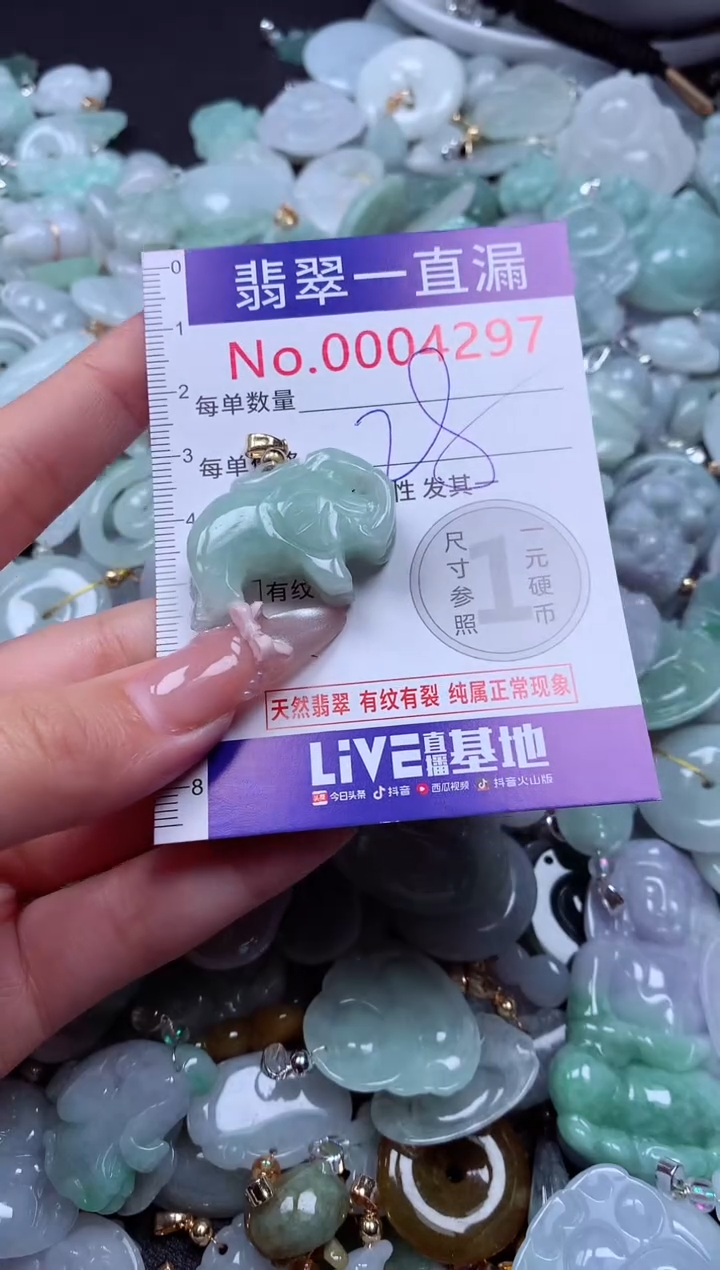 翡翠一直漏
No.0004297
每单数量
28
每单
性 发其一
有纹
尺寸参照
1
一元硬币
天然翡翠 有纹有裂 纯属正常现象
LiVE直播基地
头条 今日头条 抖音 西瓜视频 抖音火山版
0
1
2
3
4
8